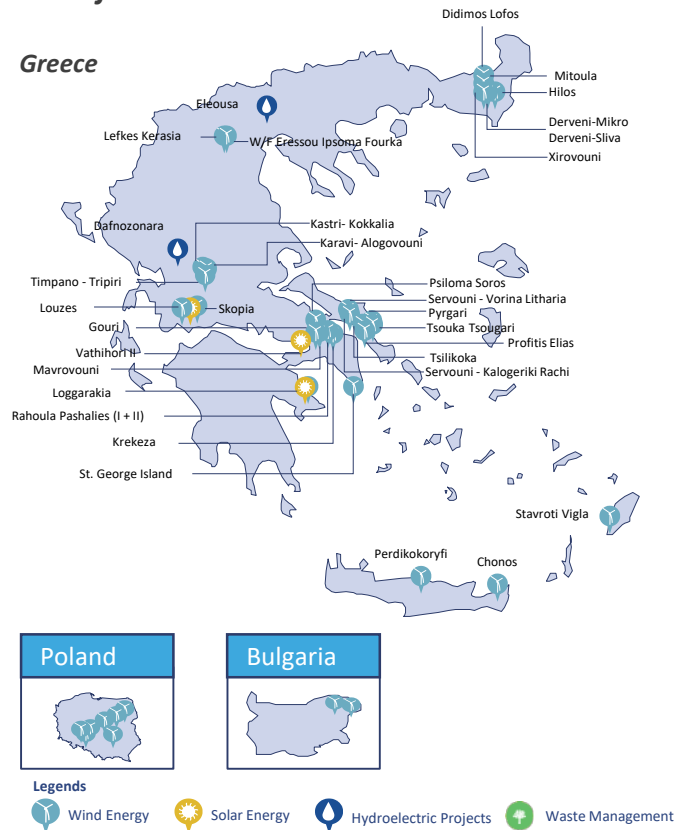 Greece
Didimos Lofos
Mitoula
Hilos
Eleousa
Derveni-Mikro
Derveni-Sliva
Lefkes Kerasia
W/F Eressou Ipsoma Fourka
Xirovouni
Dafnozonara
Kastri- Kokkalia
Karavi- Alogovouni
Timpano - Tripiri
Psiloma Soros
Servouni - Vorina Litharia
Louzes
Skopia
Pyrgari
Gouri
Tsouka Tsougari
Profitis Elias
Vathihori II
Tsilikoka
Mavrovouni
Servouni - Kalogeriki Rachi
Loggarakia
Rahoula Pashalies (I + II)
Krekeza
St. George Island
Stavroti Vigla
Perdikokoryfi
Chonos
Poland
Bulgaria
Legends
Wind Energy
Solar Energy
Hydroelectric Projects
Waste Management